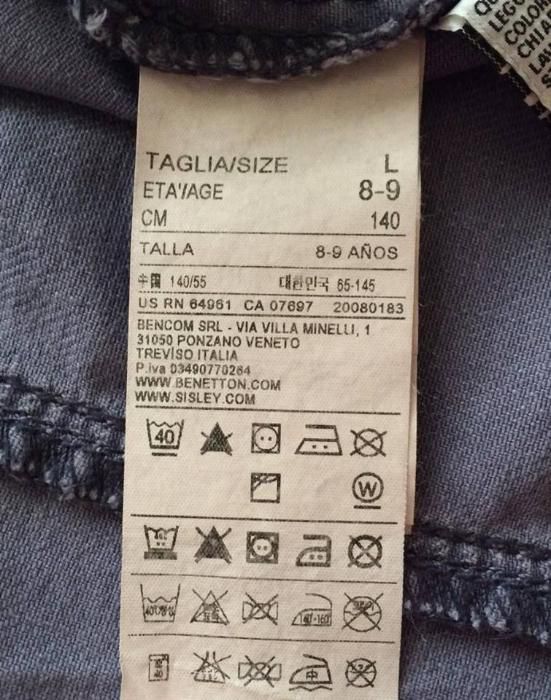 TAGLIA/SIZE L
ETA'/AGE 8-9
CM 140
TALLA 8-9 AÑOS
中國 140/55 대한민국 65-145
US RN 64961 CA 07697 20080183
BENCOM SRL - VIA VILLA MINELLI, 1
31050 PONZANO VENETO
TREVISO ITALIA
P.iva 03490770264
WWW.BENETTON.COM
WWW.SISLEY.COM
40
W
中